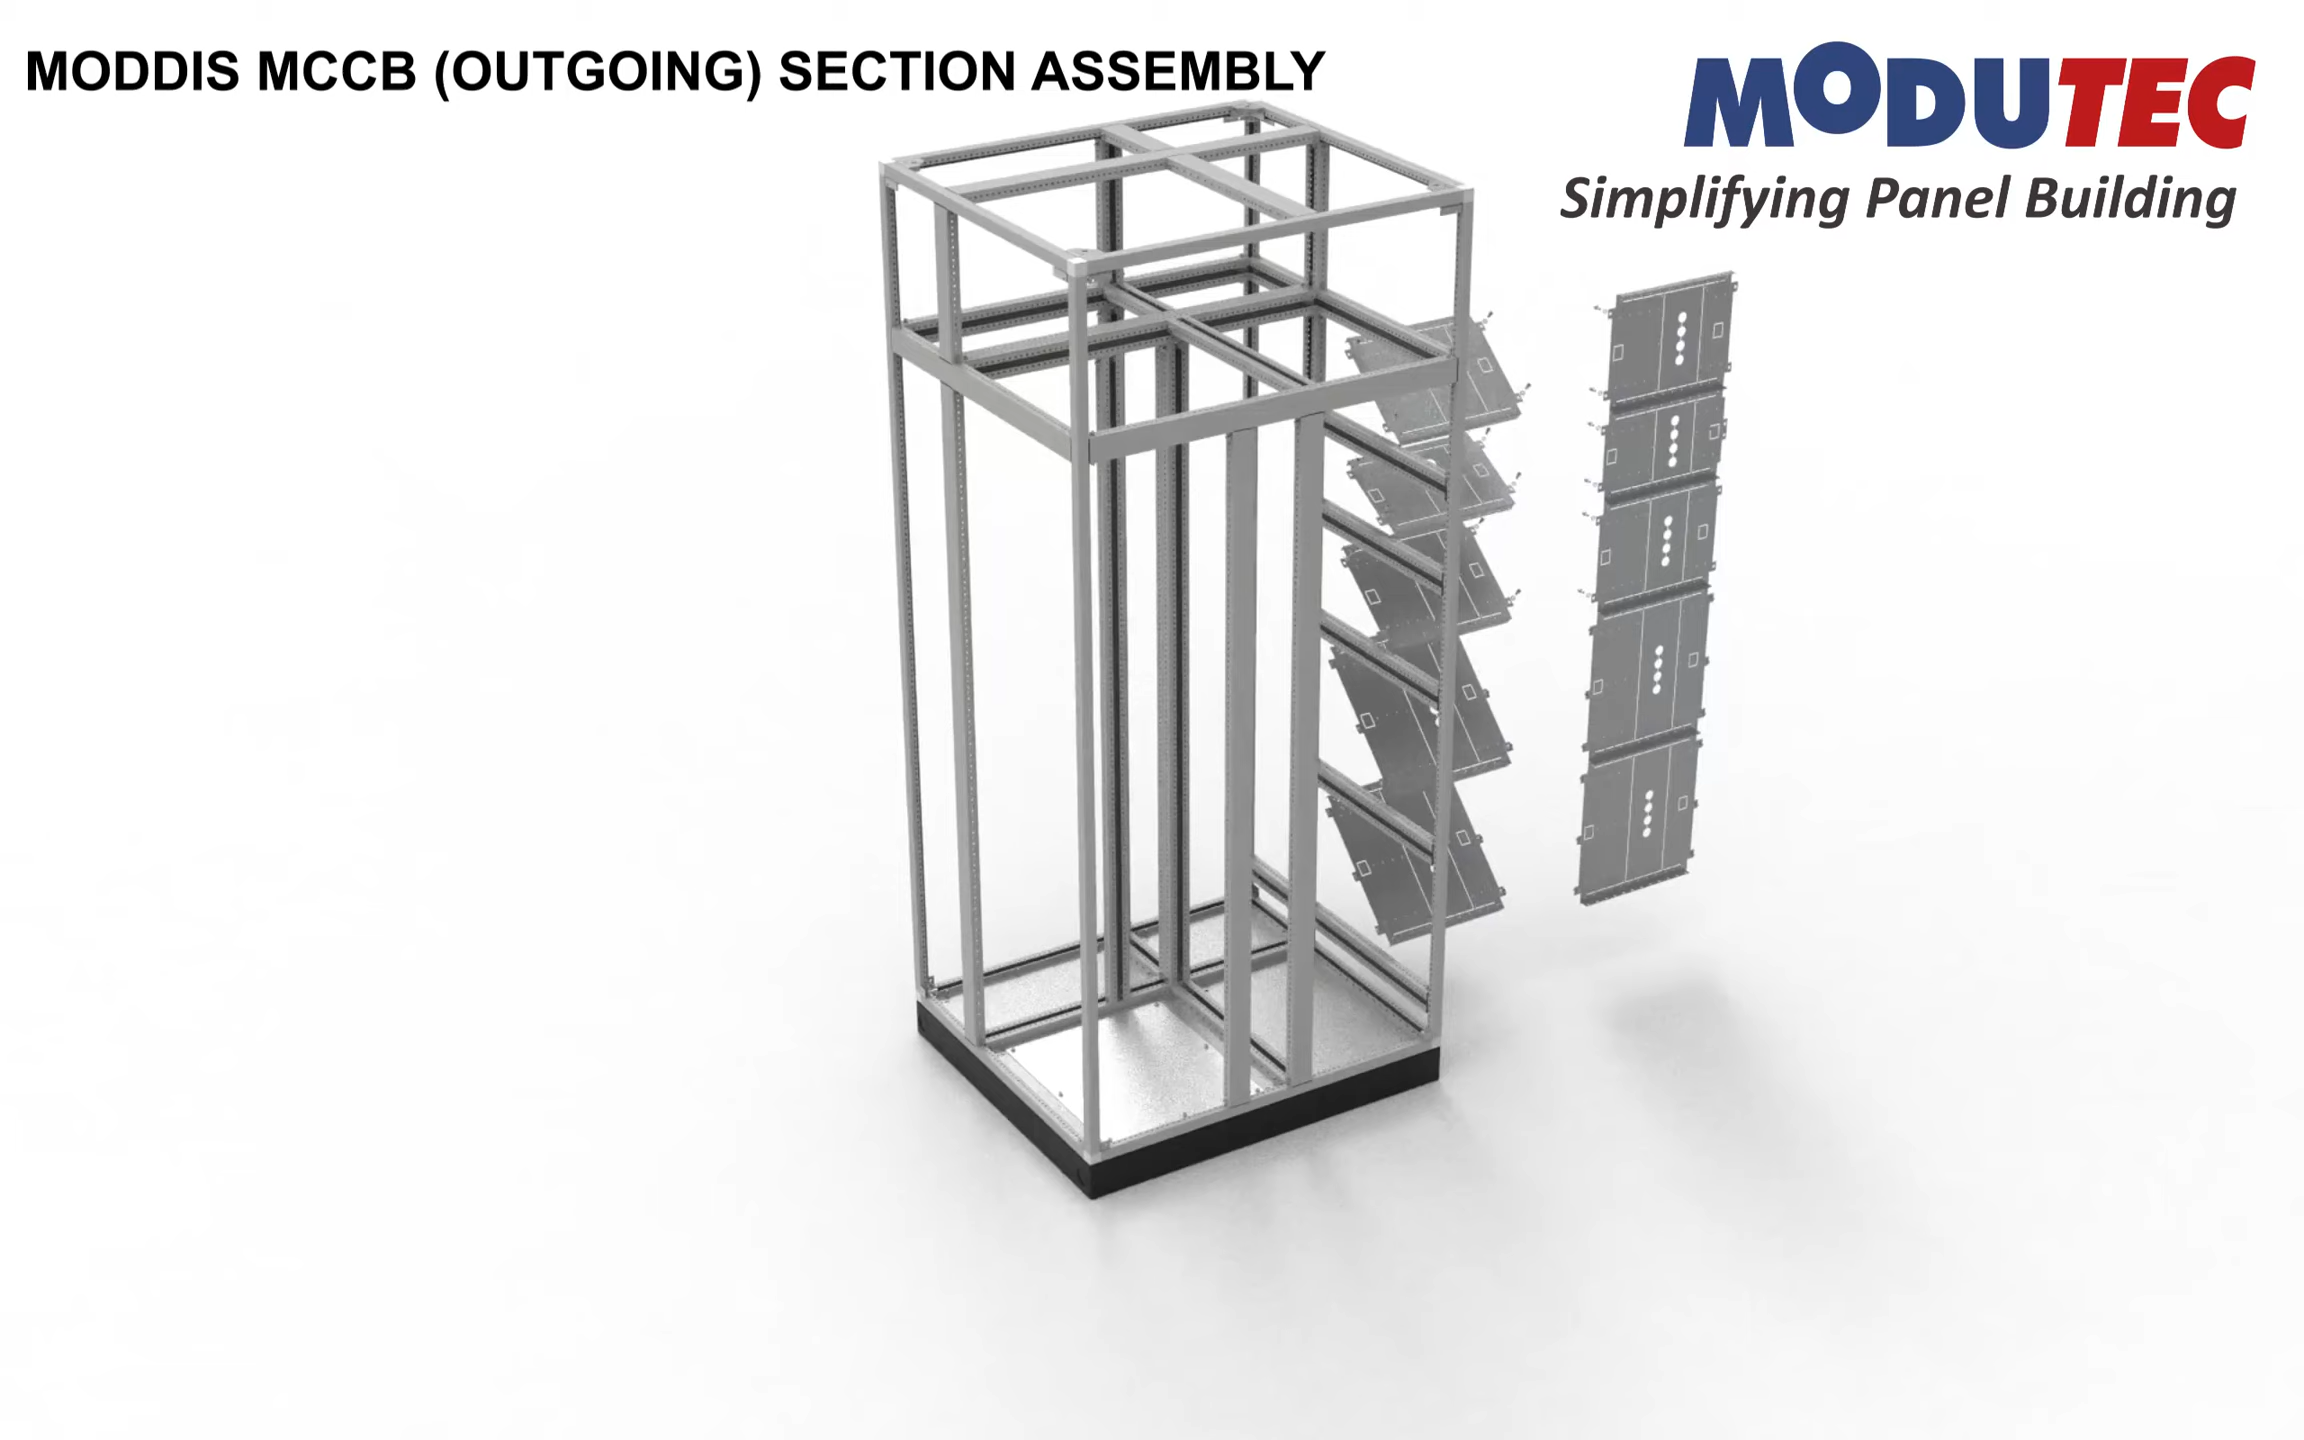 MODDIS MCCB (OUTGOING) SECTION ASSEMBLY
MODUTEC
Simplifying Panel Building